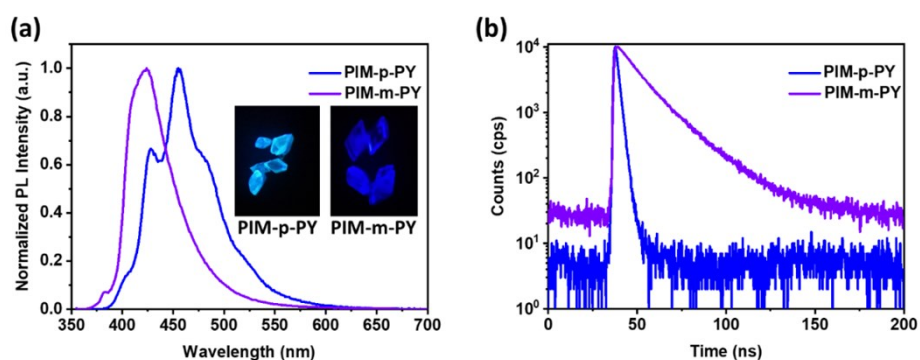 (a)
Normalized PL Intensity (a.u.)
1.0
0.8
0.6
0.4
0.2
0.0
PIM-p-PY
PIM-m-PY
PIM-p-PY
PIM-m-PY
350 400 450 500 550 600 650 700
Wavelength (nm)
(b)
Counts (cps)
10⁴
10³
10²
10¹
10⁰
PIM-p-PY
PIM-m-PY
0 50 100 150 200
Time (ns)